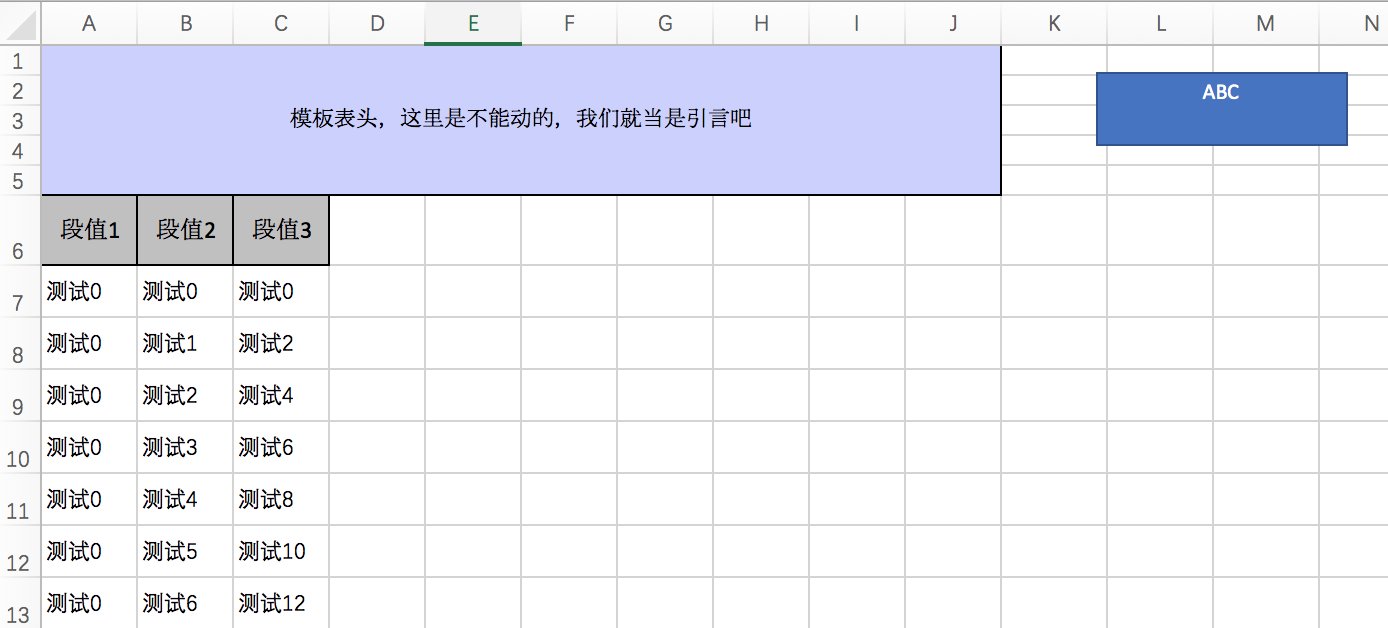 A B C D E F G H I J K L M N
1
2 ABC
3 模板表头，这里是不能动的，我们就当是引言吧
4
5
6 段值1 段值2 段值3
7 测试0 测试0 测试0
8 测试0 测试1 测试2
9 测试0 测试2 测试4
10 测试0 测试3 测试6
11 测试0 测试4 测试8
12 测试0 测试5 测试10
13 测试0 测试6 测试12